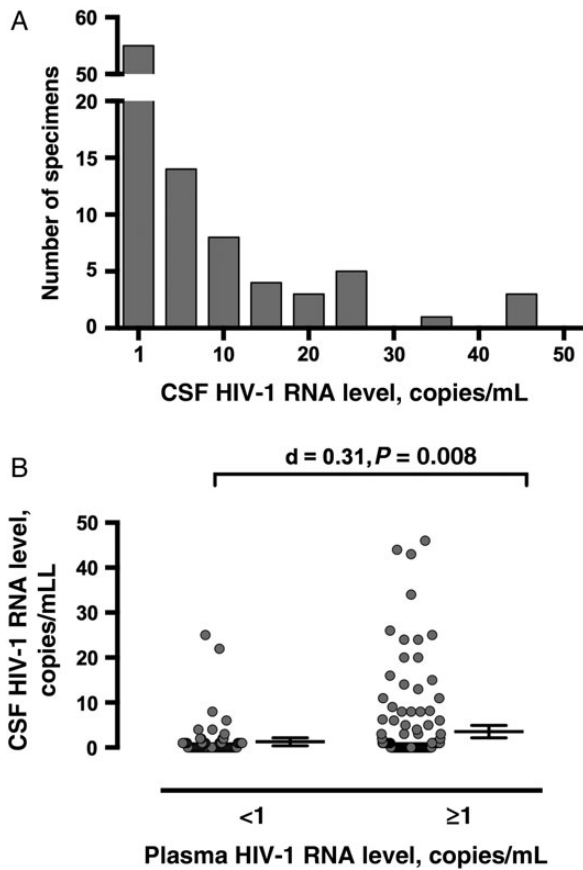 A
60
50
20
15
10
5
0
Number of specimens
1 10 20 30 40 50
CSF HIV-1 RNA level, copies/mL
B
d = 0.31, P = 0.008
50
40
30
20
10
0
CSF HIV-1 RNA level,
copies/mLL
<1 ≥1
Plasma HIV-1 RNA level, copies/mL